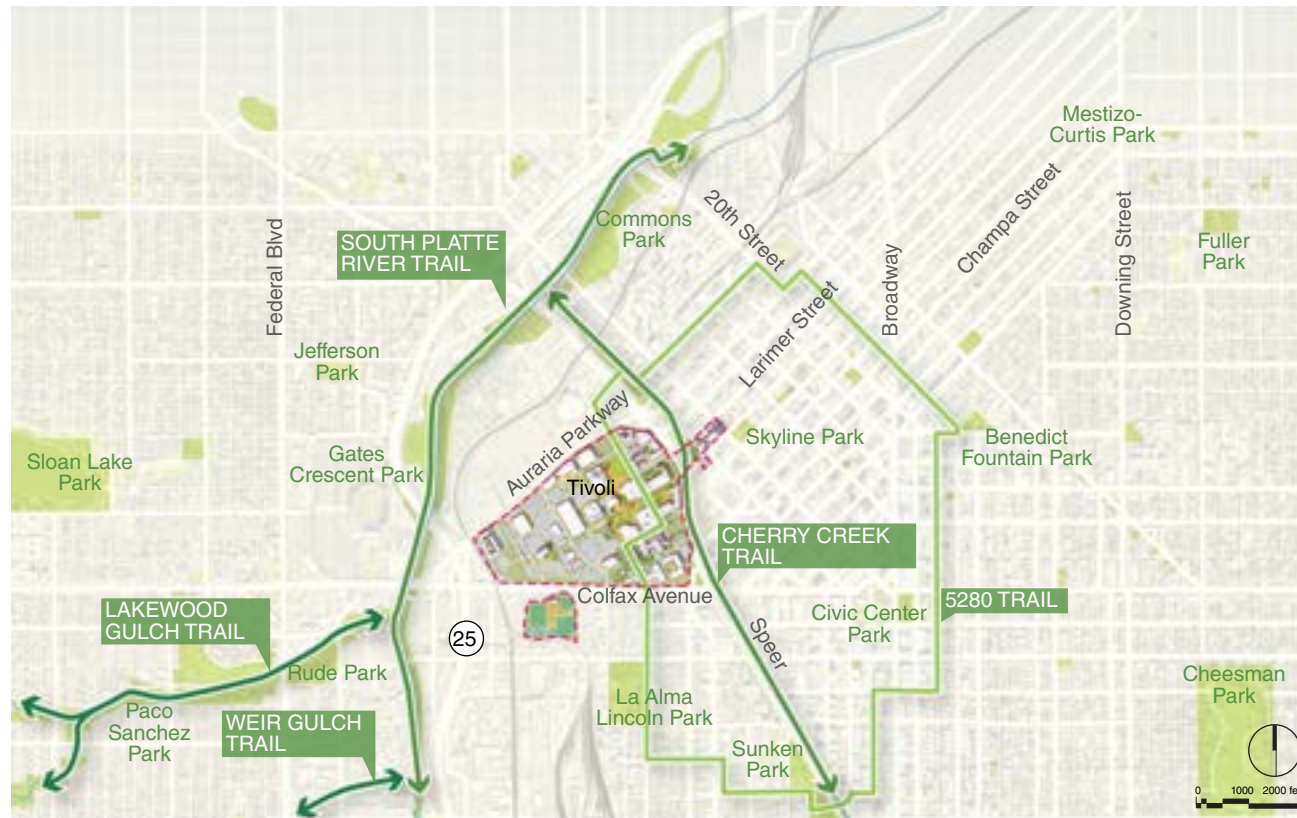 Mestizo-
Curtis Park
Champa Street
Downing Street
Fuller
Park
20th Street
Commons
Park
Broadway
Federal Blvd
SOUTH PLATTE
RIVER TRAIL
Larimer Street
Jefferson
Park
Auraria Parkway
Skyline Park
Benedict
Fountain Park
Sloan Lake
Park
Gates
Crescent Park
Tivoli
CHERRY CREEK
TRAIL
Colfax Avenue
5280 TRAIL
Civic Center
Park
LAKEWOOD
GULCH TRAIL
25
Speer
Rude Park
La Alma
Lincoln Park
Cheesman
Park
Paco
Sanchez
Park
WEIR GULCH
TRAIL
Sunken
Park
0 1000 2000 fe